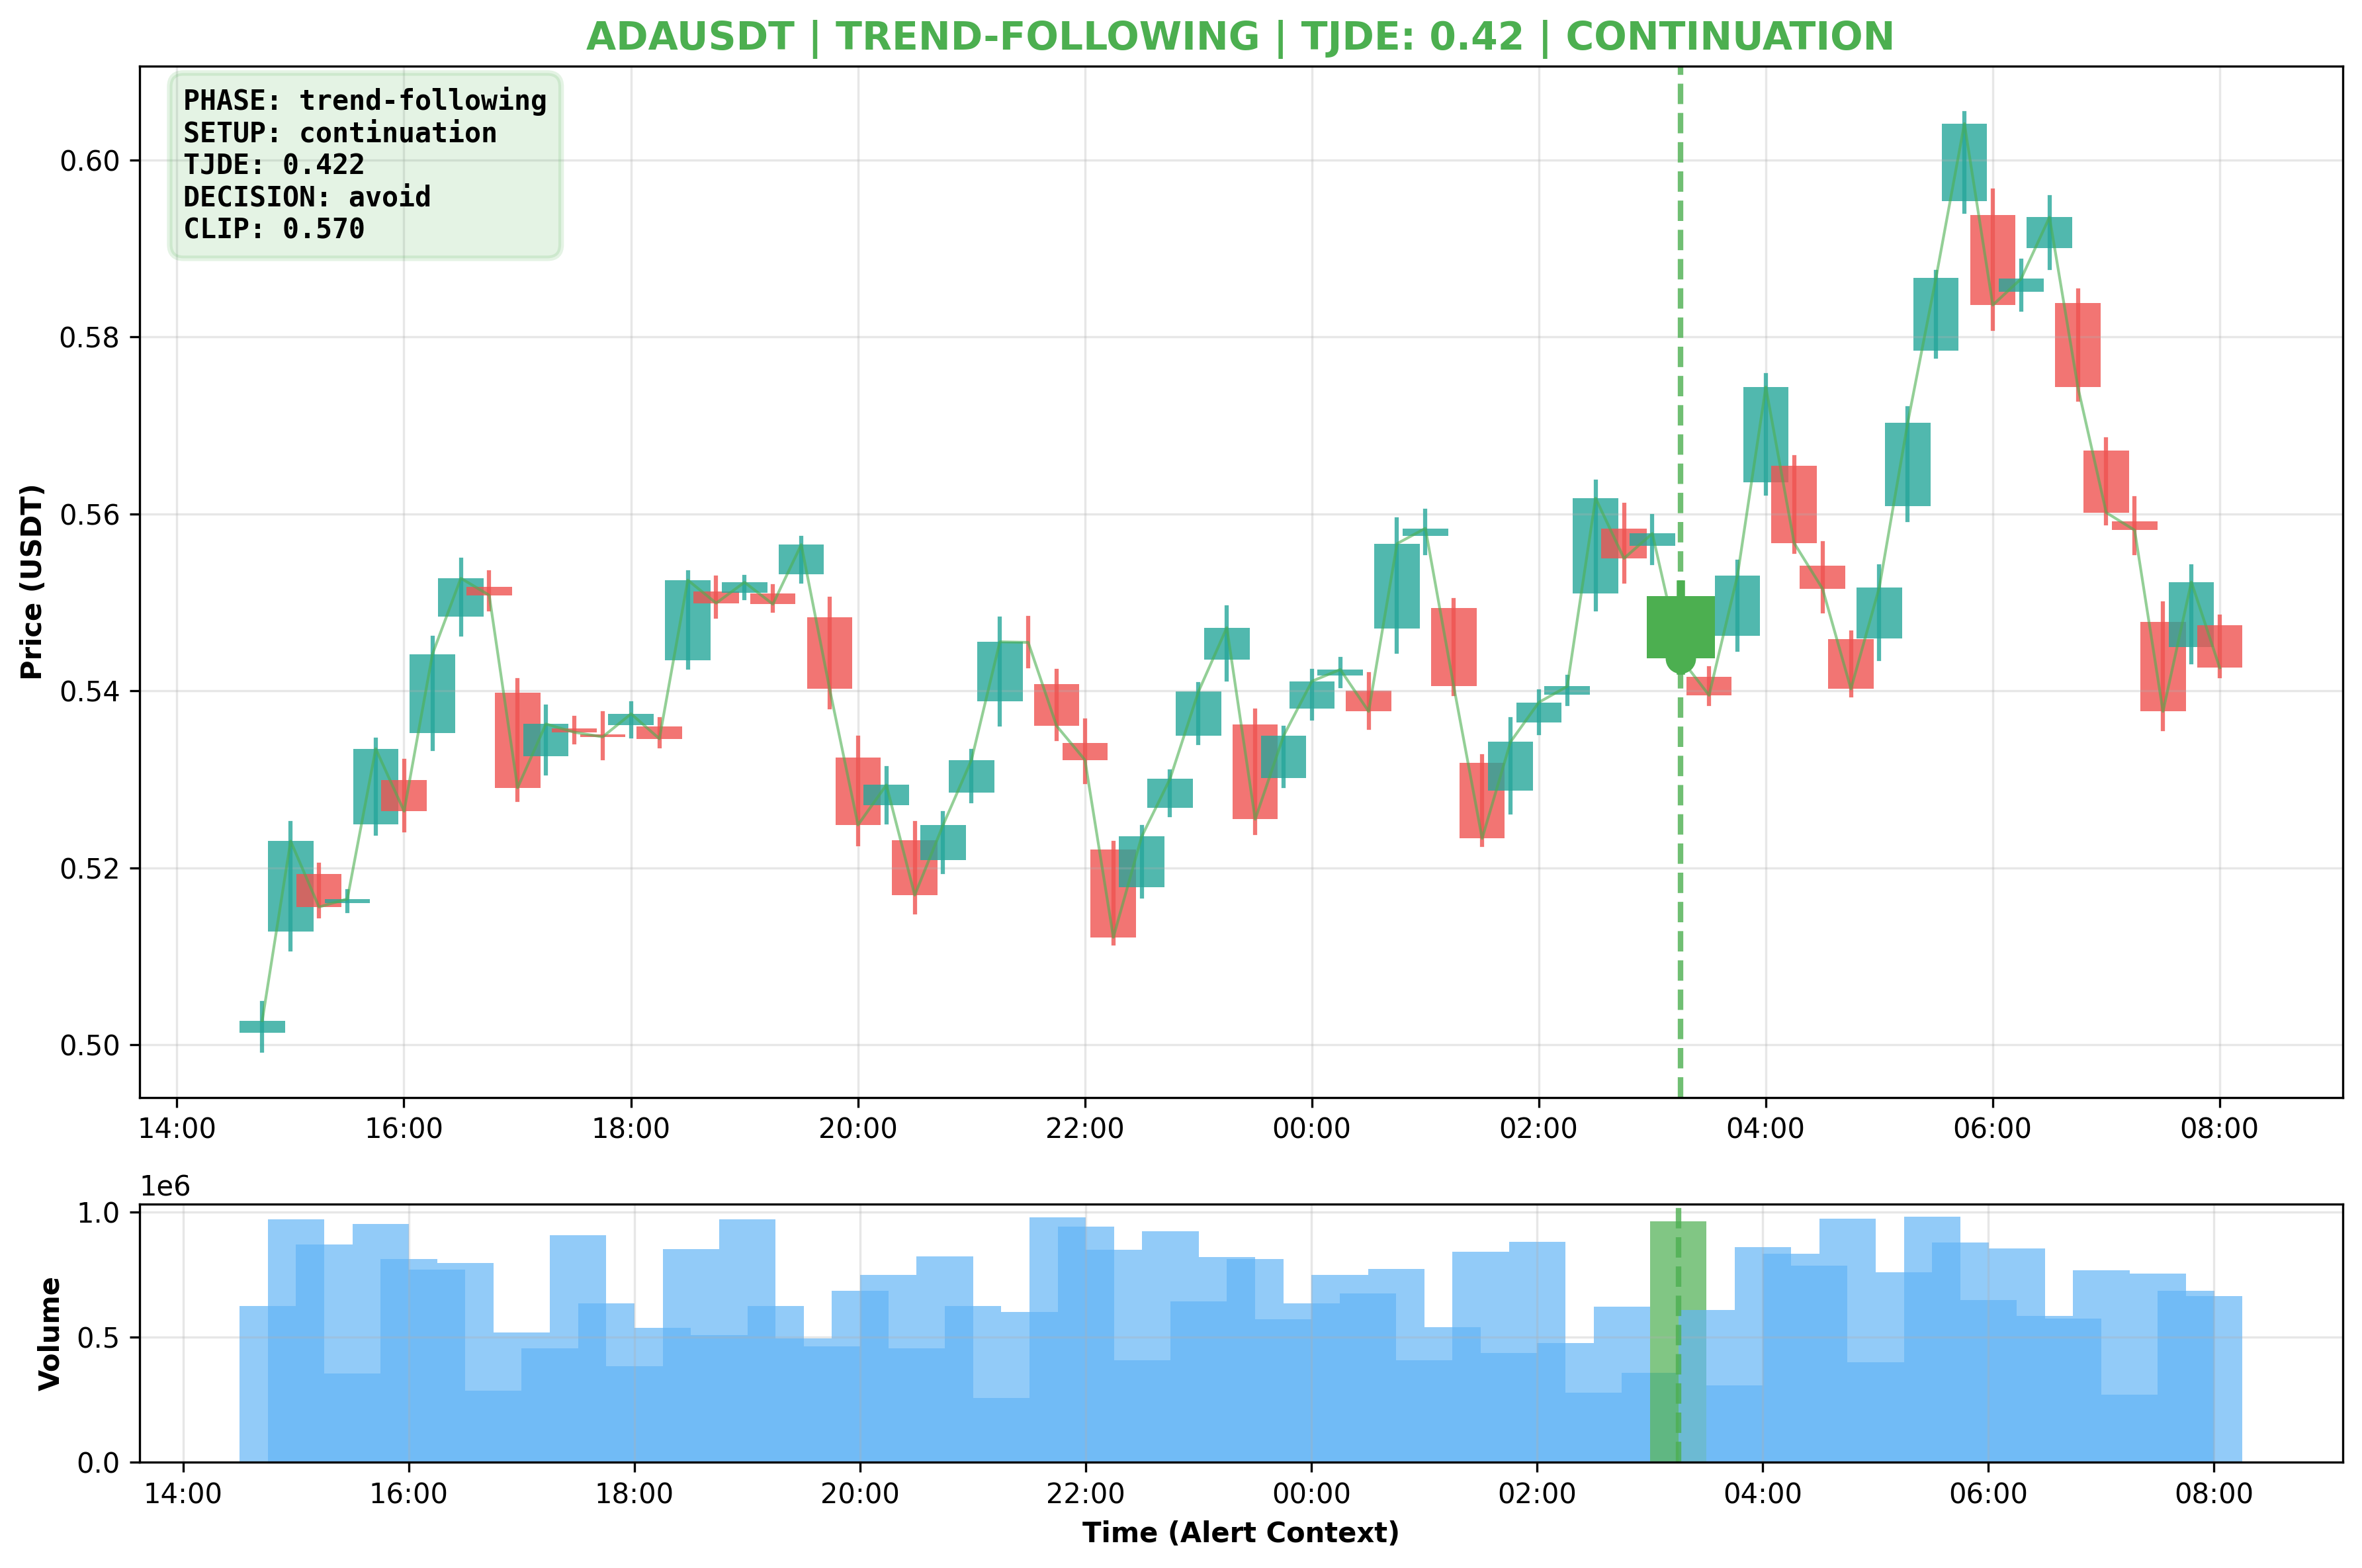 ADAUSDT | TREND-FOLLOWING | TJDE: 0.42 | CONTINUATION
PHASE: trend-following
SETUP: continuation
TJDE: 0.422
DECISION: avoid
CLIP: 0.570
Price (USDT)
0.60
0.58
0.56
0.54
0.52
0.50
14:00 16:00 18:00 20:00 22:00 00:00 02:00 04:00 06:00 08:00
1e6
Volume
1.0
0.5
0.0
14:00 16:00 18:00 20:00 22:00 00:00 02:00 04:00 06:00 08:00
Time (Alert Context)